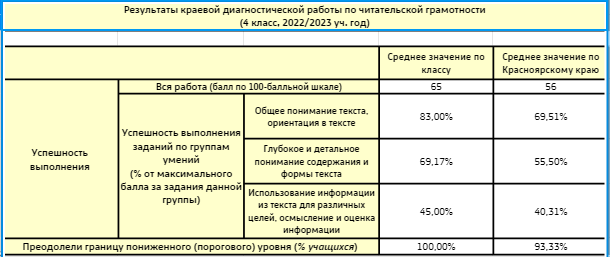 Результаты краевой диагностической работы по читательской грамотности
(4 класс, 2022/2023 уч. год)
Среднее значение по
классу
Среднее значение по
Красноярскому краю
Успешность
выполнения
Вся работа (балл по 100-балльной шкале)
65
56
Успешность выполнения
заданий по группам
умений
(% от максимального
балла за задания данной
группы)
Общее понимание текста,
ориентация в тексте
83,00%
69,51%
Глубокое и детальное
понимание содержания и
формы текста
69,17%
55,50%
Использование информации
из текста для различных
целей, осмысление и оценка
информации
45,00%
40,31%
Преодолели границу пониженного (порогового) уровня (% учащихся)
100,00%
93,33%